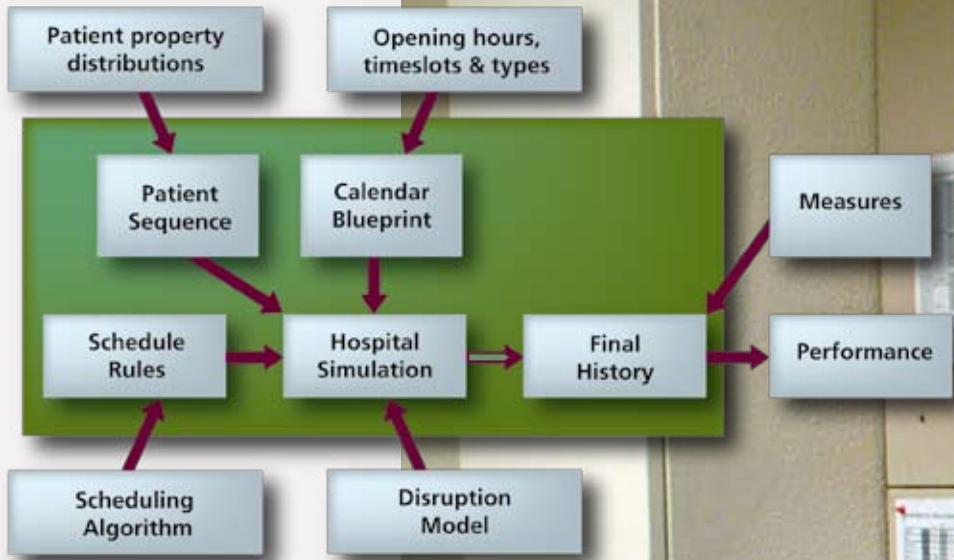 Patient property
distributions
Opening hours,
timeslots & types
Patient
Sequence
Calendar
Blueprint
Measures
Schedule
Rules
Hospital
Simulation
Final
History
Performance
Scheduling
Algorithm
Disruption
Model